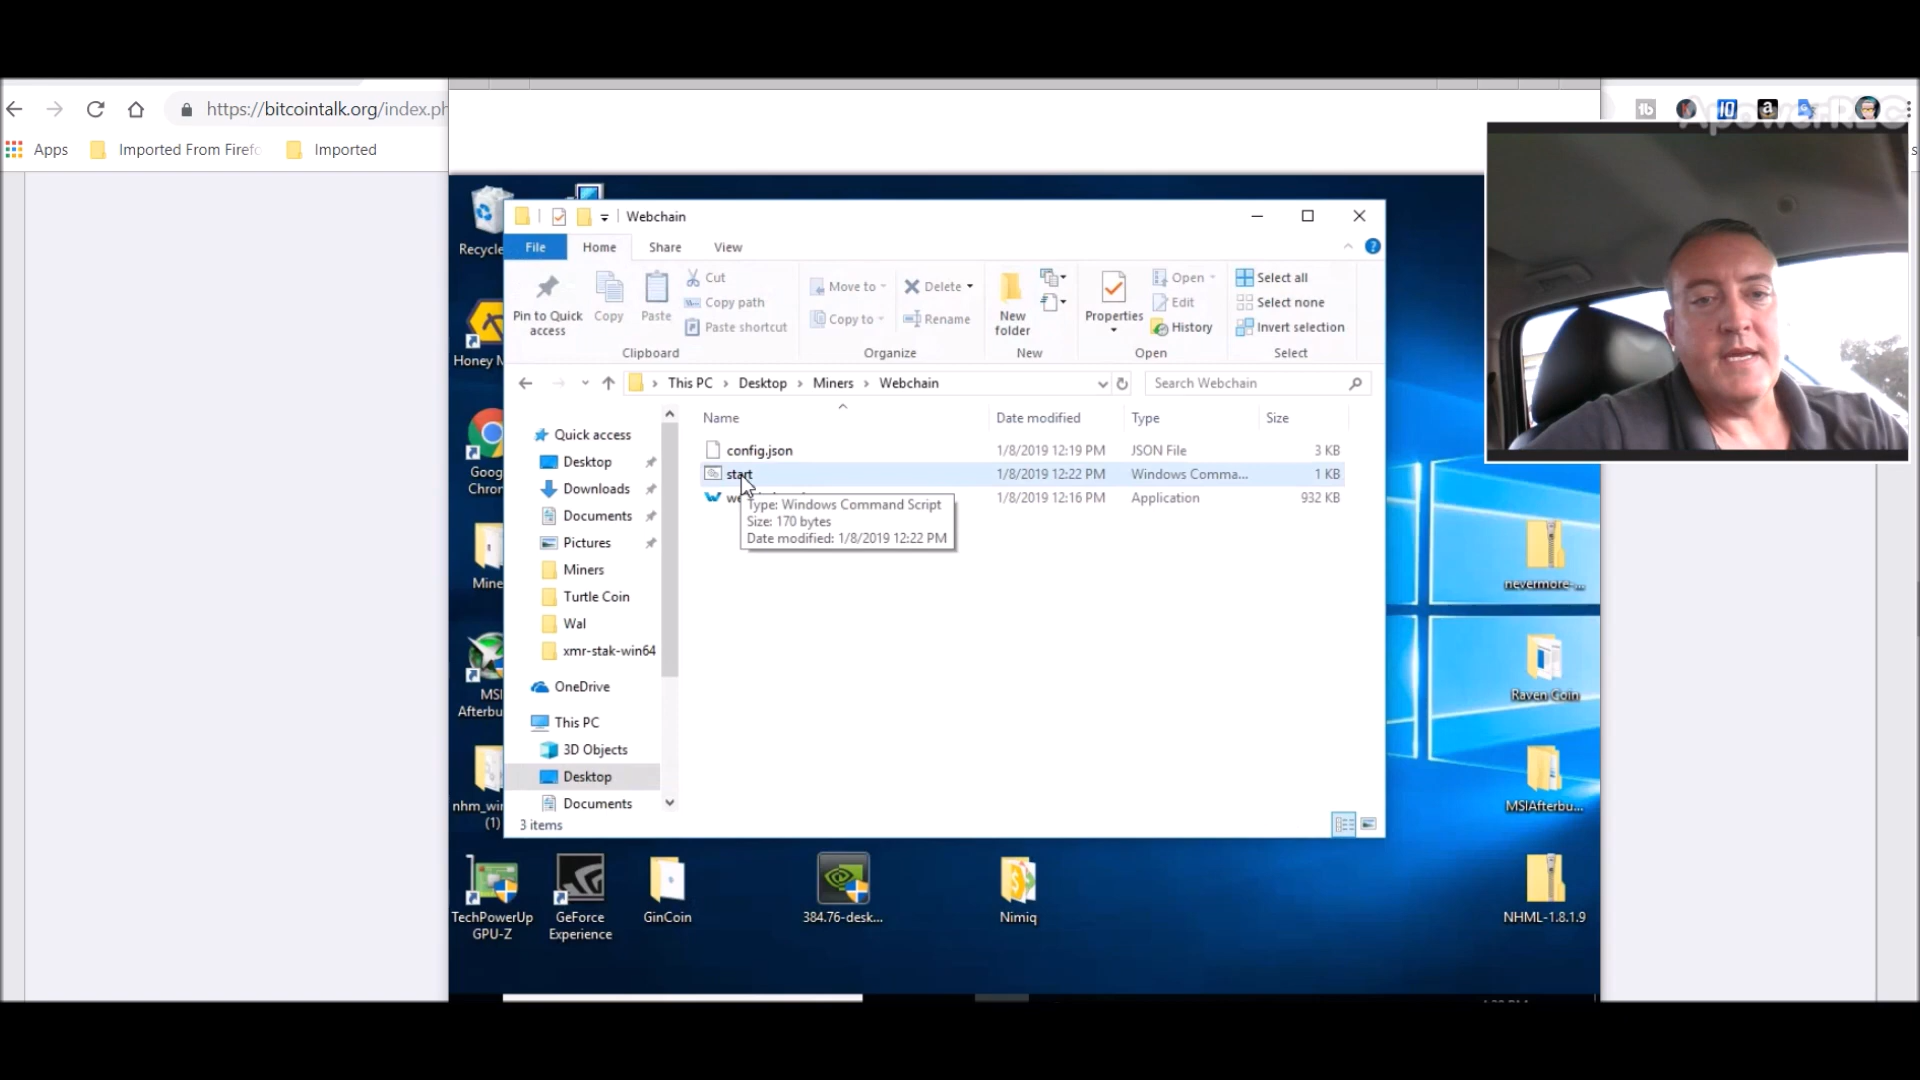 https://bitcointalk.org/index.ph
Apps
Imported From Firefo
Imported
ApowerREC
Webchain
File
Home
Share
View
Pin to Quick access
Copy
Paste
Cut
Copy path
Paste shortcut
Clipboard
Move to
Copy to
Delete
Rename
Organize
New folder
New
Properties
Open
Edit
History
Open
Select all
Select none
Invert selection
Select
This PC > Desktop > Miners > Webchain
Search Webchain
Name
Date modified
Type
Size
config.json 1/8/2019 12:19 PM JSON File 3 KB
start 1/8/2019 12:22 PM Windows Comma... 1 KB
1/8/2019 12:16 PM Application 932 KB
Type: Windows Command Script
Size: 170 bytes
Date modified: 1/8/2019 12:22 PM
Quick access
Desktop
Downloads
Documents
Pictures
Miners
Turtle Coin
Wal
xmr-stak-win64
OneDrive
This PC
3D Objects
Desktop
Documents
3 items
Recycle
Honey M
Goog
Chron
Mine
MSI
Afterbu
nhm_wi
(1)
TechPowerUp
GPU-Z
GeForce
Experience
GinCoin
384.76-desk...
Nimiq
nevermore-...
Raven Coin
MSIAfterbu...
NHML-1.8.1.9